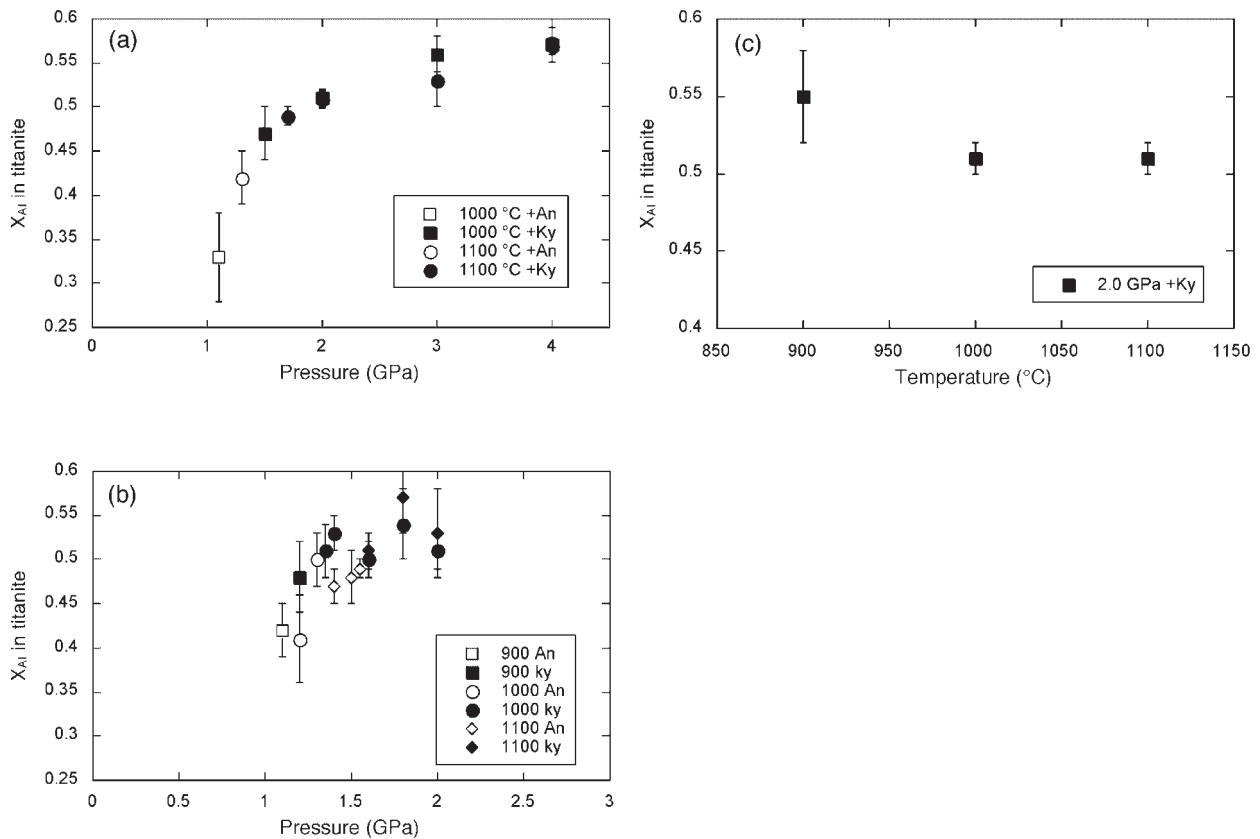 (a)
0.6
0.55
0.5
0.45
0.4
0.35
0.3
0.25
X_Al in titanite
1000 °C +An
1000 °C +Ky
1100 °C +An
1100 °C +Ky
0 1 2 3 4
Pressure (GPa)
(c)
0.6
0.55
0.5
0.45
0.4
X_Al in titanite
2.0 GPa +Ky
850 900 950 1000 1050 1100 1150
Temperature (°C)
(b)
0.6
0.55
0.5
0.45
0.4
0.35
0.3
0.25
X_Al in titanite
900 An
900 ky
1000 An
1000 ky
1100 An
1100 ky
0 0.5 1 1.5 2 2.5 3
Pressure (GPa)